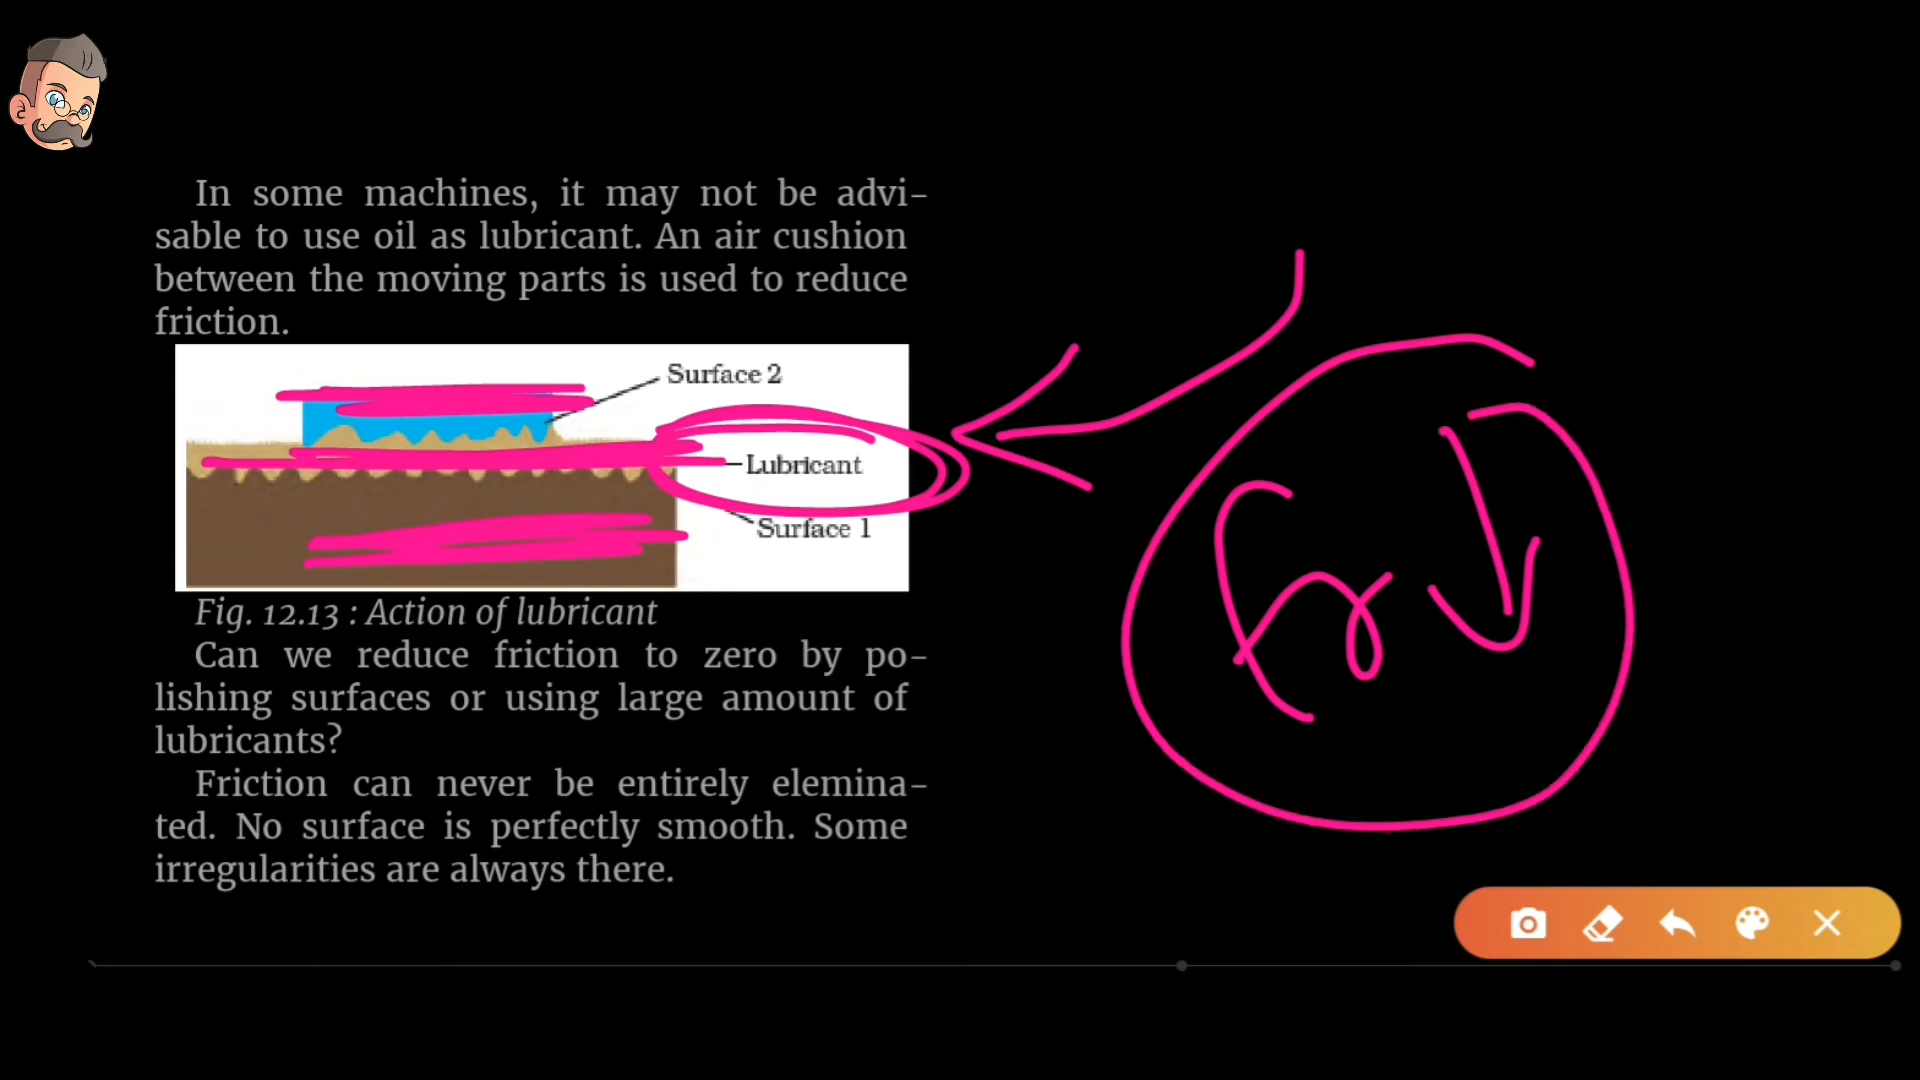 In some machines, it may not be advi-
sable to use oil as lubricant. An air cushion
between the moving parts is used to reduce
friction.
Surface 2
Lubricant
Surface 1
Fig. 12.13 : Action of lubricant
Can we reduce friction to zero by po-
lishing surfaces or using large amount of
lubricants?
Friction can never be entirely elemina-
ted. No surface is perfectly smooth. Some
irregularities are always there.